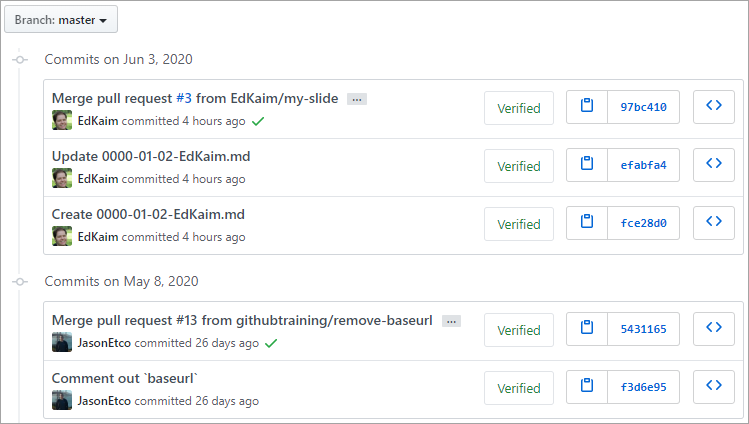 Branch: master
Commits on Jun 3, 2020
Merge pull request #3 from EdKaim/my-slide ...
Verified
97bc410
EdKaim committed 4 hours ago
Update 0000-01-02-EdKaim.md
Verified
efabfa4
EdKaim committed 4 hours ago
Create 0000-01-02-EdKaim.md
Verified
fce28d0
EdKaim committed 4 hours ago
Commits on May 8, 2020
Merge pull request #13 from githubtraining/remove-baseurl ...
Verified
5431165
JasonEtco committed 26 days ago
Comment out `baseurl`
Verified
f3d6e95
JasonEtco committed 26 days ago